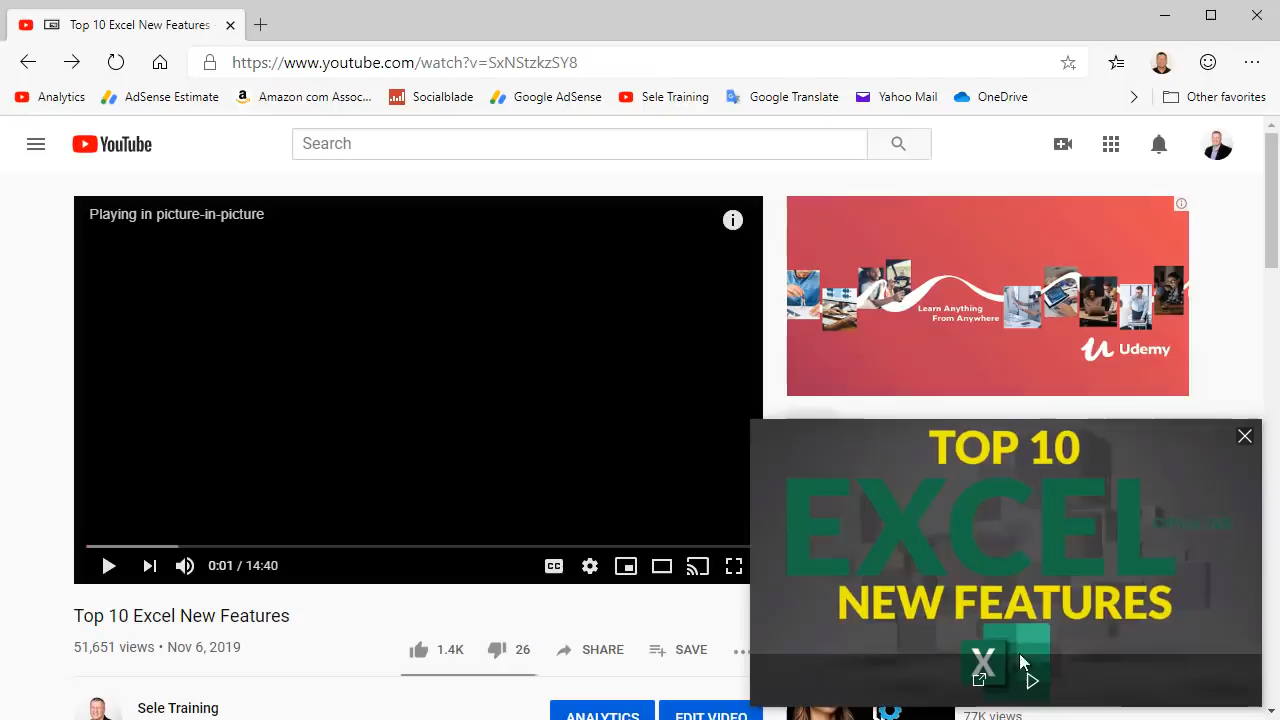 Top 10 Excel New Features
https://www.youtube.com/watch?v=SxNStzkzSY8
Analytics
AdSense Estimate
Amazon com Assoc...
Socialblade
Google AdSense
Sele Training
Google Translate
Yahoo Mail
OneDrive
Other favorites
YouTube
Search
Playing in picture-in-picture
Learn Anything
From Anywhere
Udemy
TOP 10
EXCEL
NEW FEATURES
X
CC
0:01 / 14:40
Top 10 Excel New Features
51,651 views • Nov 6, 2019
1.4K
26
SHARE
SAVE
Sele Training
ANALYTICS
EDIT VIDEO
77K views